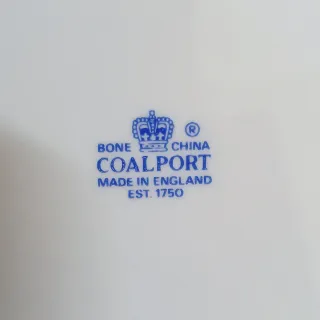 ®
BONE CHINA
COALPORT
MADE IN ENGLAND
EST. 1750